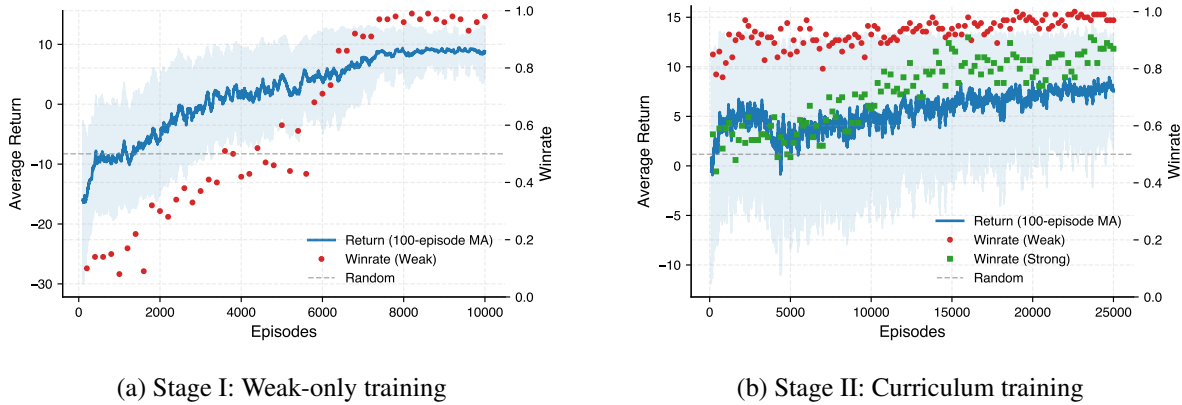 10
0
−10
−20
−30
Average Return
1.0
0.8
0.6
0.4
0.2
0.0
Winrate
Return (100-episode MA)
Winrate (Weak)
Random
0
2000
4000
6000
8000
10000
Episodes
(a) Stage I: Weak-only training
15
10
5
0
−5
−10
Average Return
1.0
0.8
0.6
0.4
0.2
0.0
Winrate
Return (100-episode MA)
Winrate (Weak)
Winrate (Strong)
Random
0
5000
10000
15000
20000
25000
Episodes
(b) Stage II: Curriculum training